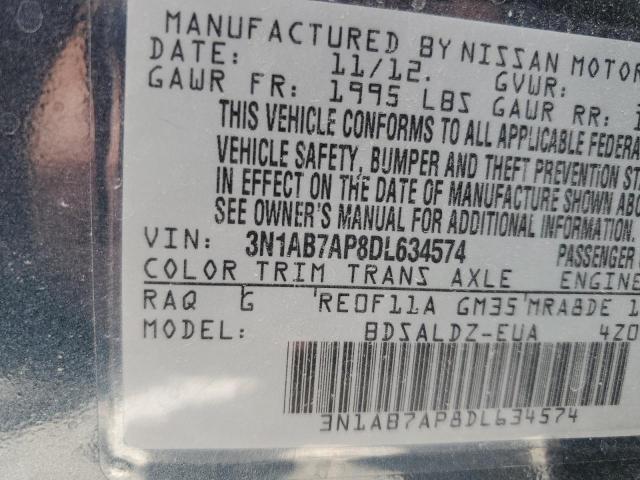 MANUFACTURED BY NISSAN MOTOR
DATE: 11/12. GVWR:
GAWR FR: 1995 LBS GAWR RR: 1
THIS VEHICLE CONFORMS TO ALL APPLICABLE FEDERA
VEHICLE SAFETY, BUMPER AND THEFT PREVENTION ST
IN EFFECT ON THE DATE OF MANUFACTURE SHOWN ABO
SEE OWNER'S MANUAL FOR ADDITIONAL INFORMATION.
VIN: 3N1AB7AP8DL634574 PASSENGER
COLOR TRIM TRANS AXLE ENGINE
RAQ G RE0F11A GM35 MRA8DE 1
MODEL: BDSALDZ-EUA 4Z0
3N1AB7AP8DL634574